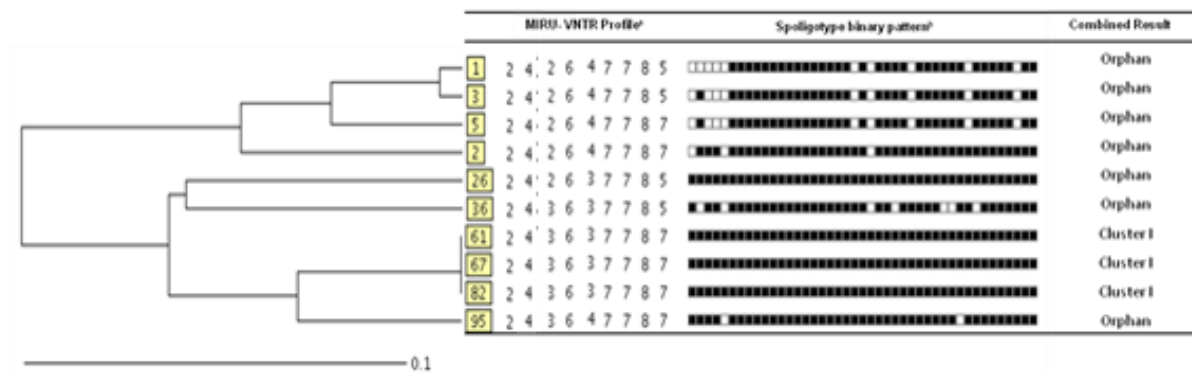 MIRU- VNTR Profileª Spoligotype binary patternᵇ Combined Result
1 2 4 2 6 4 7 7 8 5 Orphan
3 2 4 2 6 4 7 7 8 5 Orphan
5 2 4 2 6 4 7 7 8 7 Orphan
2 2 4 2 6 4 7 7 8 7 Orphan
26 2 4 2 6 3 7 7 8 5 Orphan
36 2 4 3 6 3 7 7 8 5 Orphan
61 2 4 3 6 3 7 7 8 7 Cluster I
67 2 4 3 6 3 7 7 8 7 Cluster I
82 2 4 3 6 3 7 7 8 7 Cluster I
95 2 4 3 6 4 7 7 8 7 Orphan
0.1